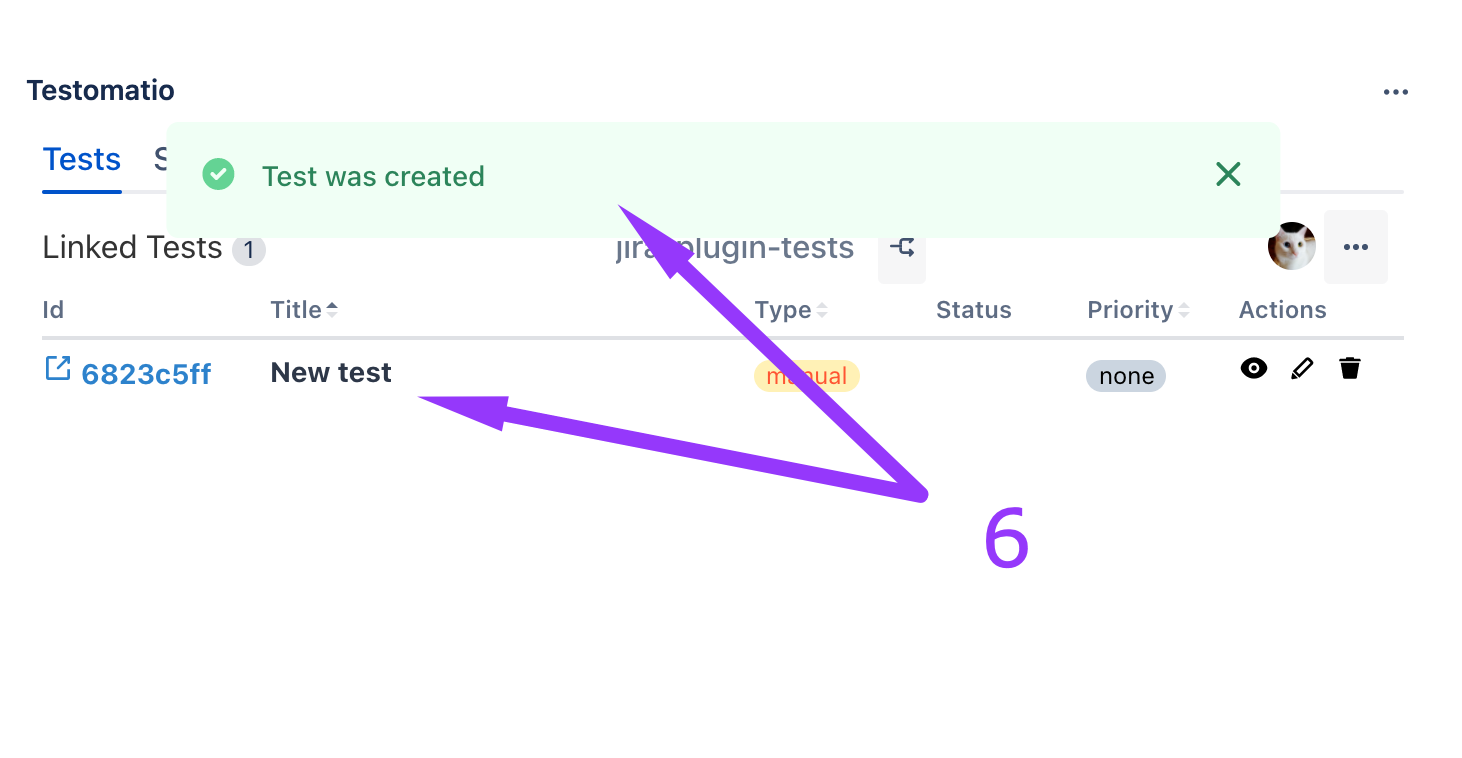 Testomatio
Tests
Test was created
Linked Tests 1
plugin-tests
Id Title Type Status Priority Actions
6823c5ff New test manual none
6